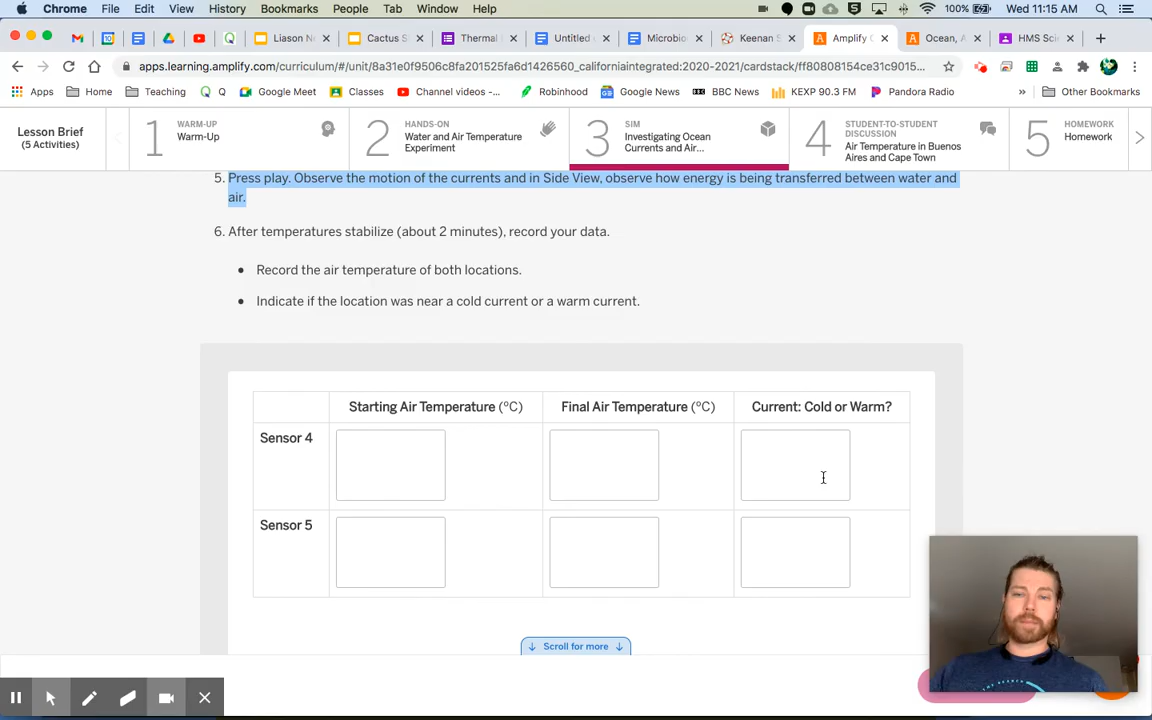 Chrome File Edit View History Bookmarks People Tab Window Help 100% Wed 11:15 AM
Liason N Cactus S Thermal Untitled Microbio Keenan S Amplify Ocean, A HMS Sci
apps.learning.amplify.com/curriculum/#/unit/8a31e0f9506c8fa201525fa6d1426560_californiaintegrated:2020-2021/cardstack/ff80808154ce31c9015...
Apps Home Teaching Q Google Meet Classes Channel videos -... Robinhood Google News BBC News KEXP 90.3 FM Pandora Radio » Other Bookmarks
Lesson Brief
(5 Activities)
1 WARM-UP
Warm-Up
2 HANDS-ON
Water and Air Temperature
Experiment
3 SIM
Investigating Ocean
Currents and Air...
4 STUDENT-TO-STUDENT
DISCUSSION
Air Temperature in Buenos
Aires and Cape Town
5 HOMEWORK
Homework
5. Press play. Observe the motion of the currents and in Side View, observe how energy is being transferred between water and
air.
6. After temperatures stabilize (about 2 minutes), record your data.
• Record the air temperature of both locations.
• Indicate if the location was near a cold current or a warm current.
Starting Air Temperature (°C) Final Air Temperature (°C) Current: Cold or Warm?
Sensor 4
Sensor 5
↓ Scroll for more ↓